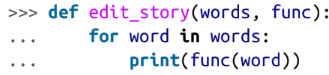 >>> def edit_story(words, func):
...     for word in words:
...         print(func(word))